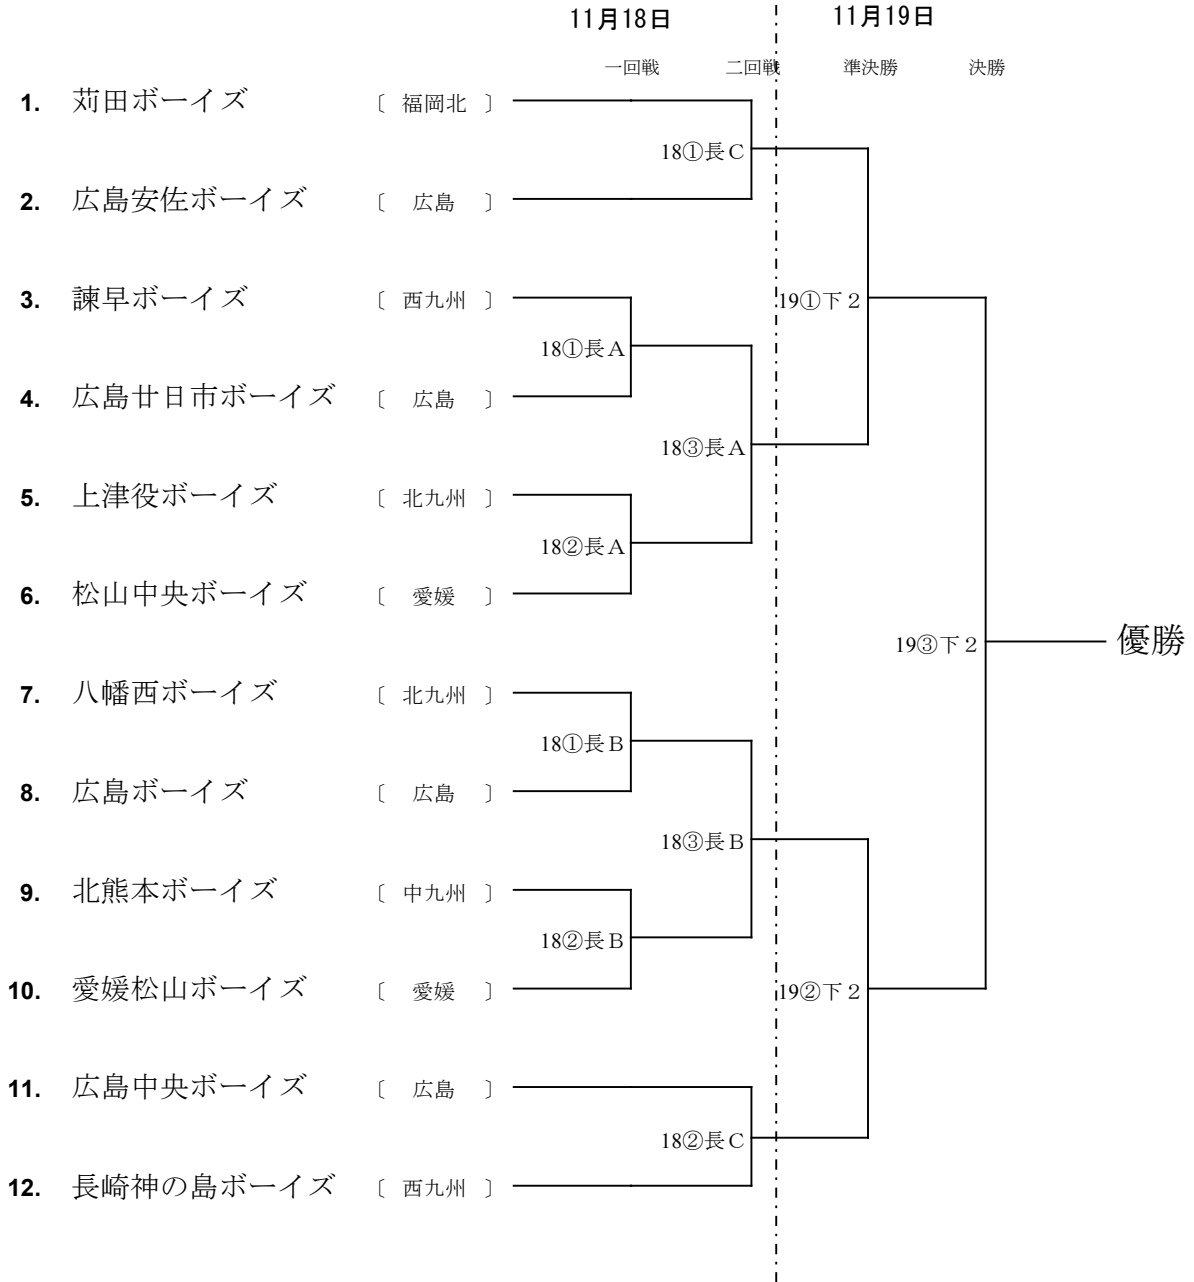 11月18日 11月19日
一回戦 二回戦 準決勝 決勝
1. 苅田ボーイズ 〔 福岡北 〕
18①長C
2. 広島安佐ボーイズ 〔 広島 〕
3. 諫早ボーイズ 〔 西九州 〕 19①下2
18①長A
4. 広島廿日市ボーイズ 〔 広島 〕
18③長A
5. 上津役ボーイズ 〔 北九州 〕
18②長A
6. 松山中央ボーイズ 〔 愛媛 〕
19③下2 優勝
7. 八幡西ボーイズ 〔 北九州 〕
18①長B
8. 広島ボーイズ 〔 広島 〕
18③長B
9. 北熊本ボーイズ 〔 中九州 〕
18②長B
10. 愛媛松山ボーイズ 〔 愛媛 〕 19②下2
11. 広島中央ボーイズ 〔 広島 〕
18②長C
12. 長崎神の島ボーイズ 〔 西九州 〕